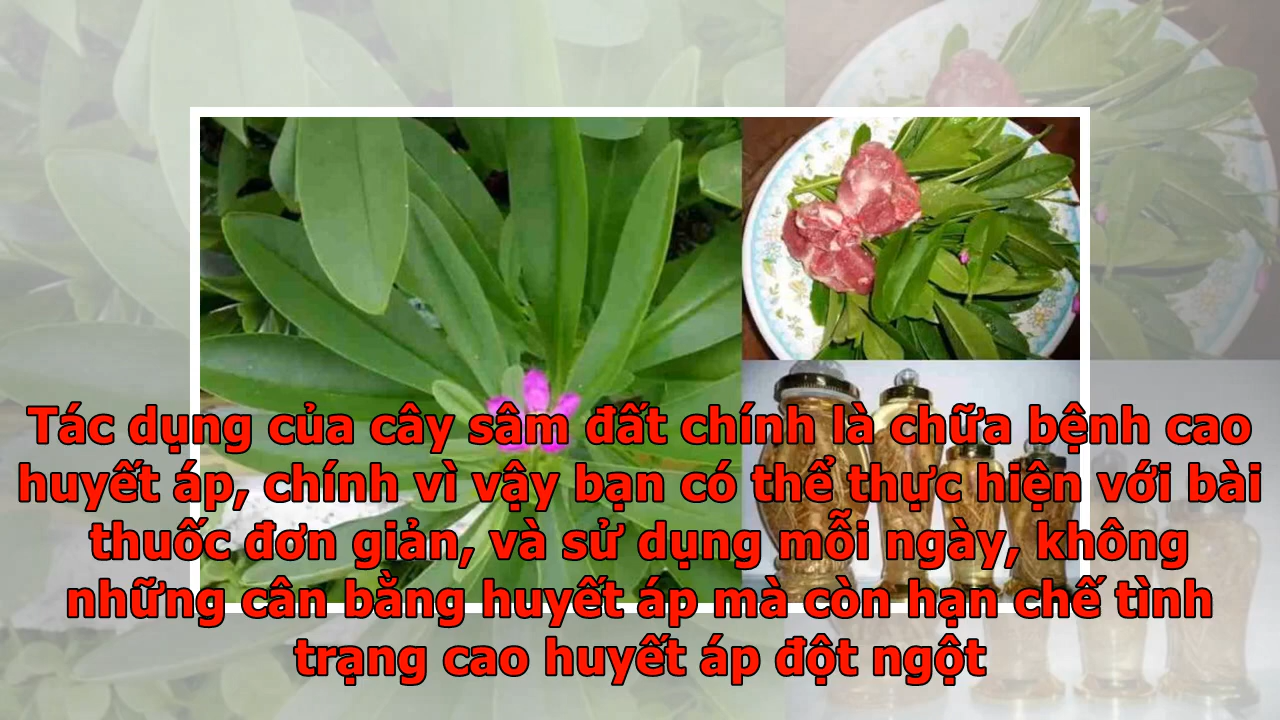 Tác dụng của cây sâm đất chính là chữa bệnh cao
huyết áp, chính vì vậy bạn có thể thực hiện với bài
thuốc đơn giản, và sử dụng mỗi ngày, không
những cân bằng huyết áp mà còn hạn chế tình
trạng cao huyết áp đột ngột